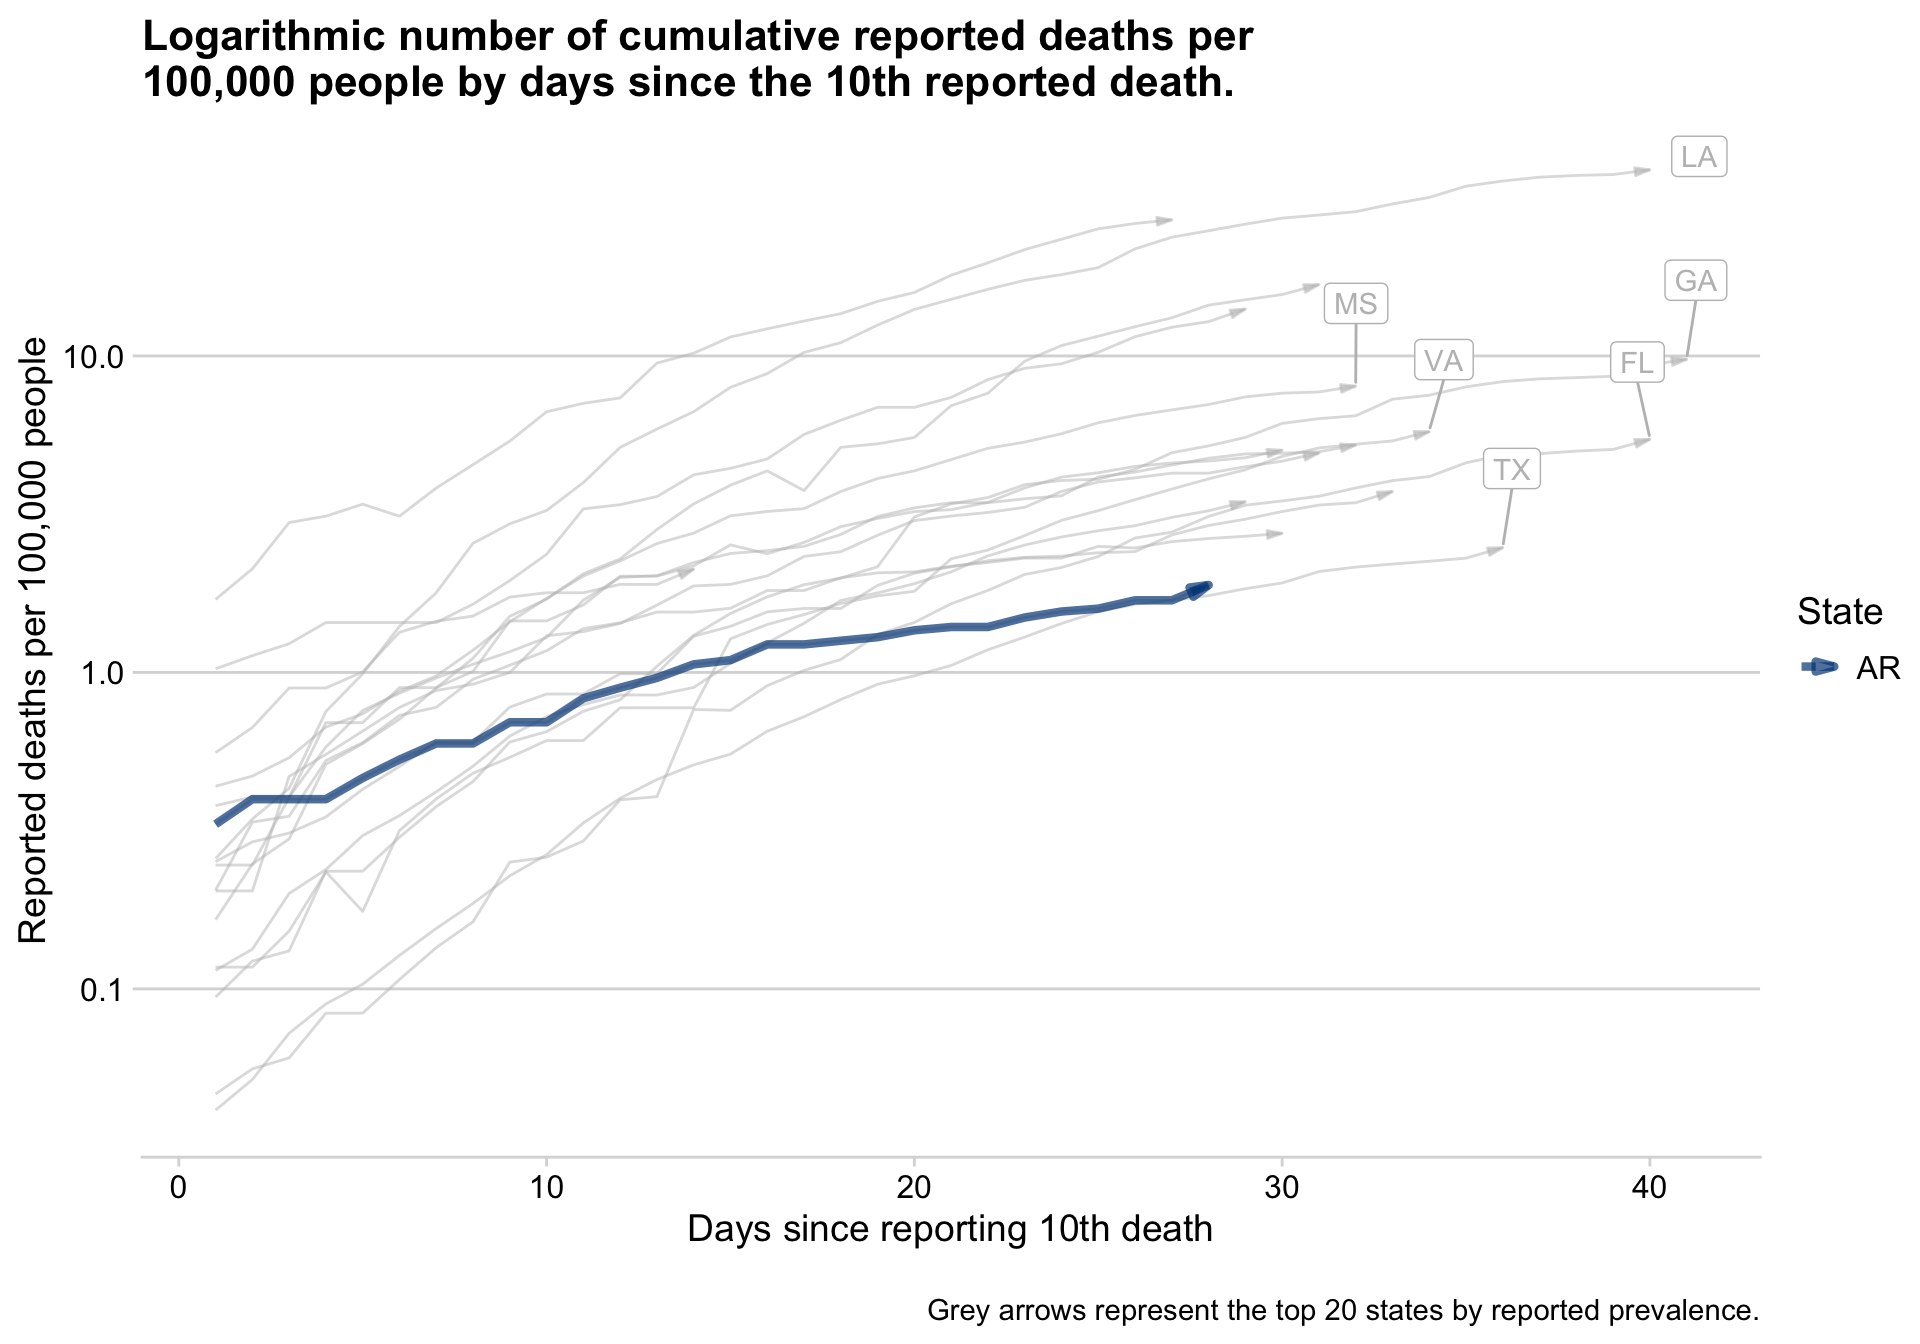 Logarithmic number of cumulative reported deaths per
100,000 people by days since the 10th reported death.
LA
GA
MS
VA
FL
TX
Reported deaths per 100,000 people
10.0
1.0
0.1
State
AR
0
10
20
30
40
Days since reporting 10th death
Grey arrows represent the top 20 states by reported prevalence.